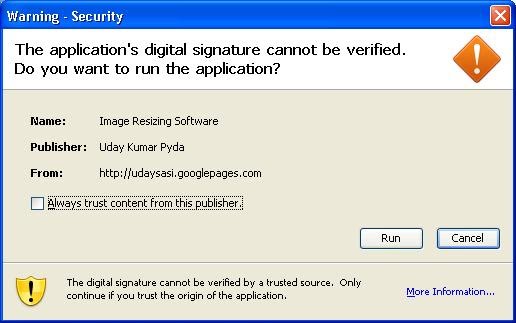 Warning - Security
The application's digital signature cannot be verified.
Do you want to run the application?
Name: Image Resizing Software
Publisher: Uday Kumar Pyda
From: http://udaysasi.googlepages.com
Always trust content from this publisher.
Run Cancel
The digital signature cannot be verified by a trusted source. Only
continue if you trust the origin of the application.
More Information...